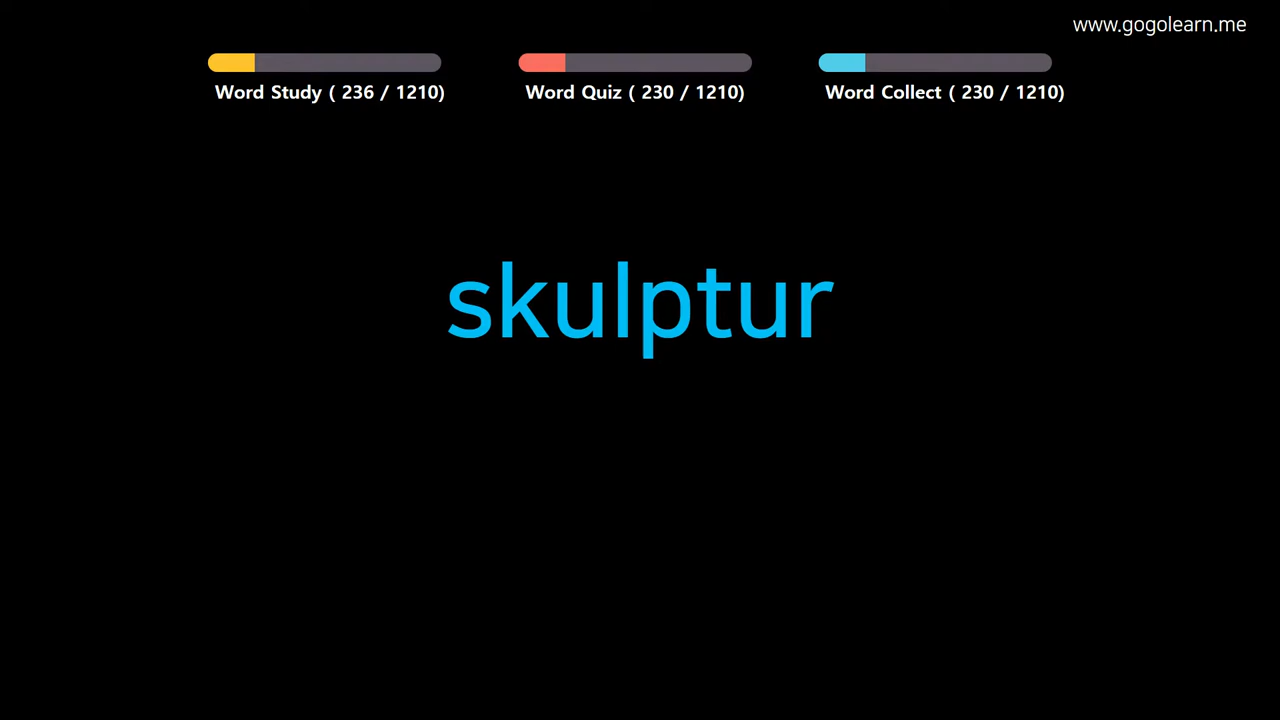 www.gogolearn.me
Word Study ( 236 / 1210)
Word Quiz ( 230 / 1210)
Word Collect ( 230 / 1210)
skulptur